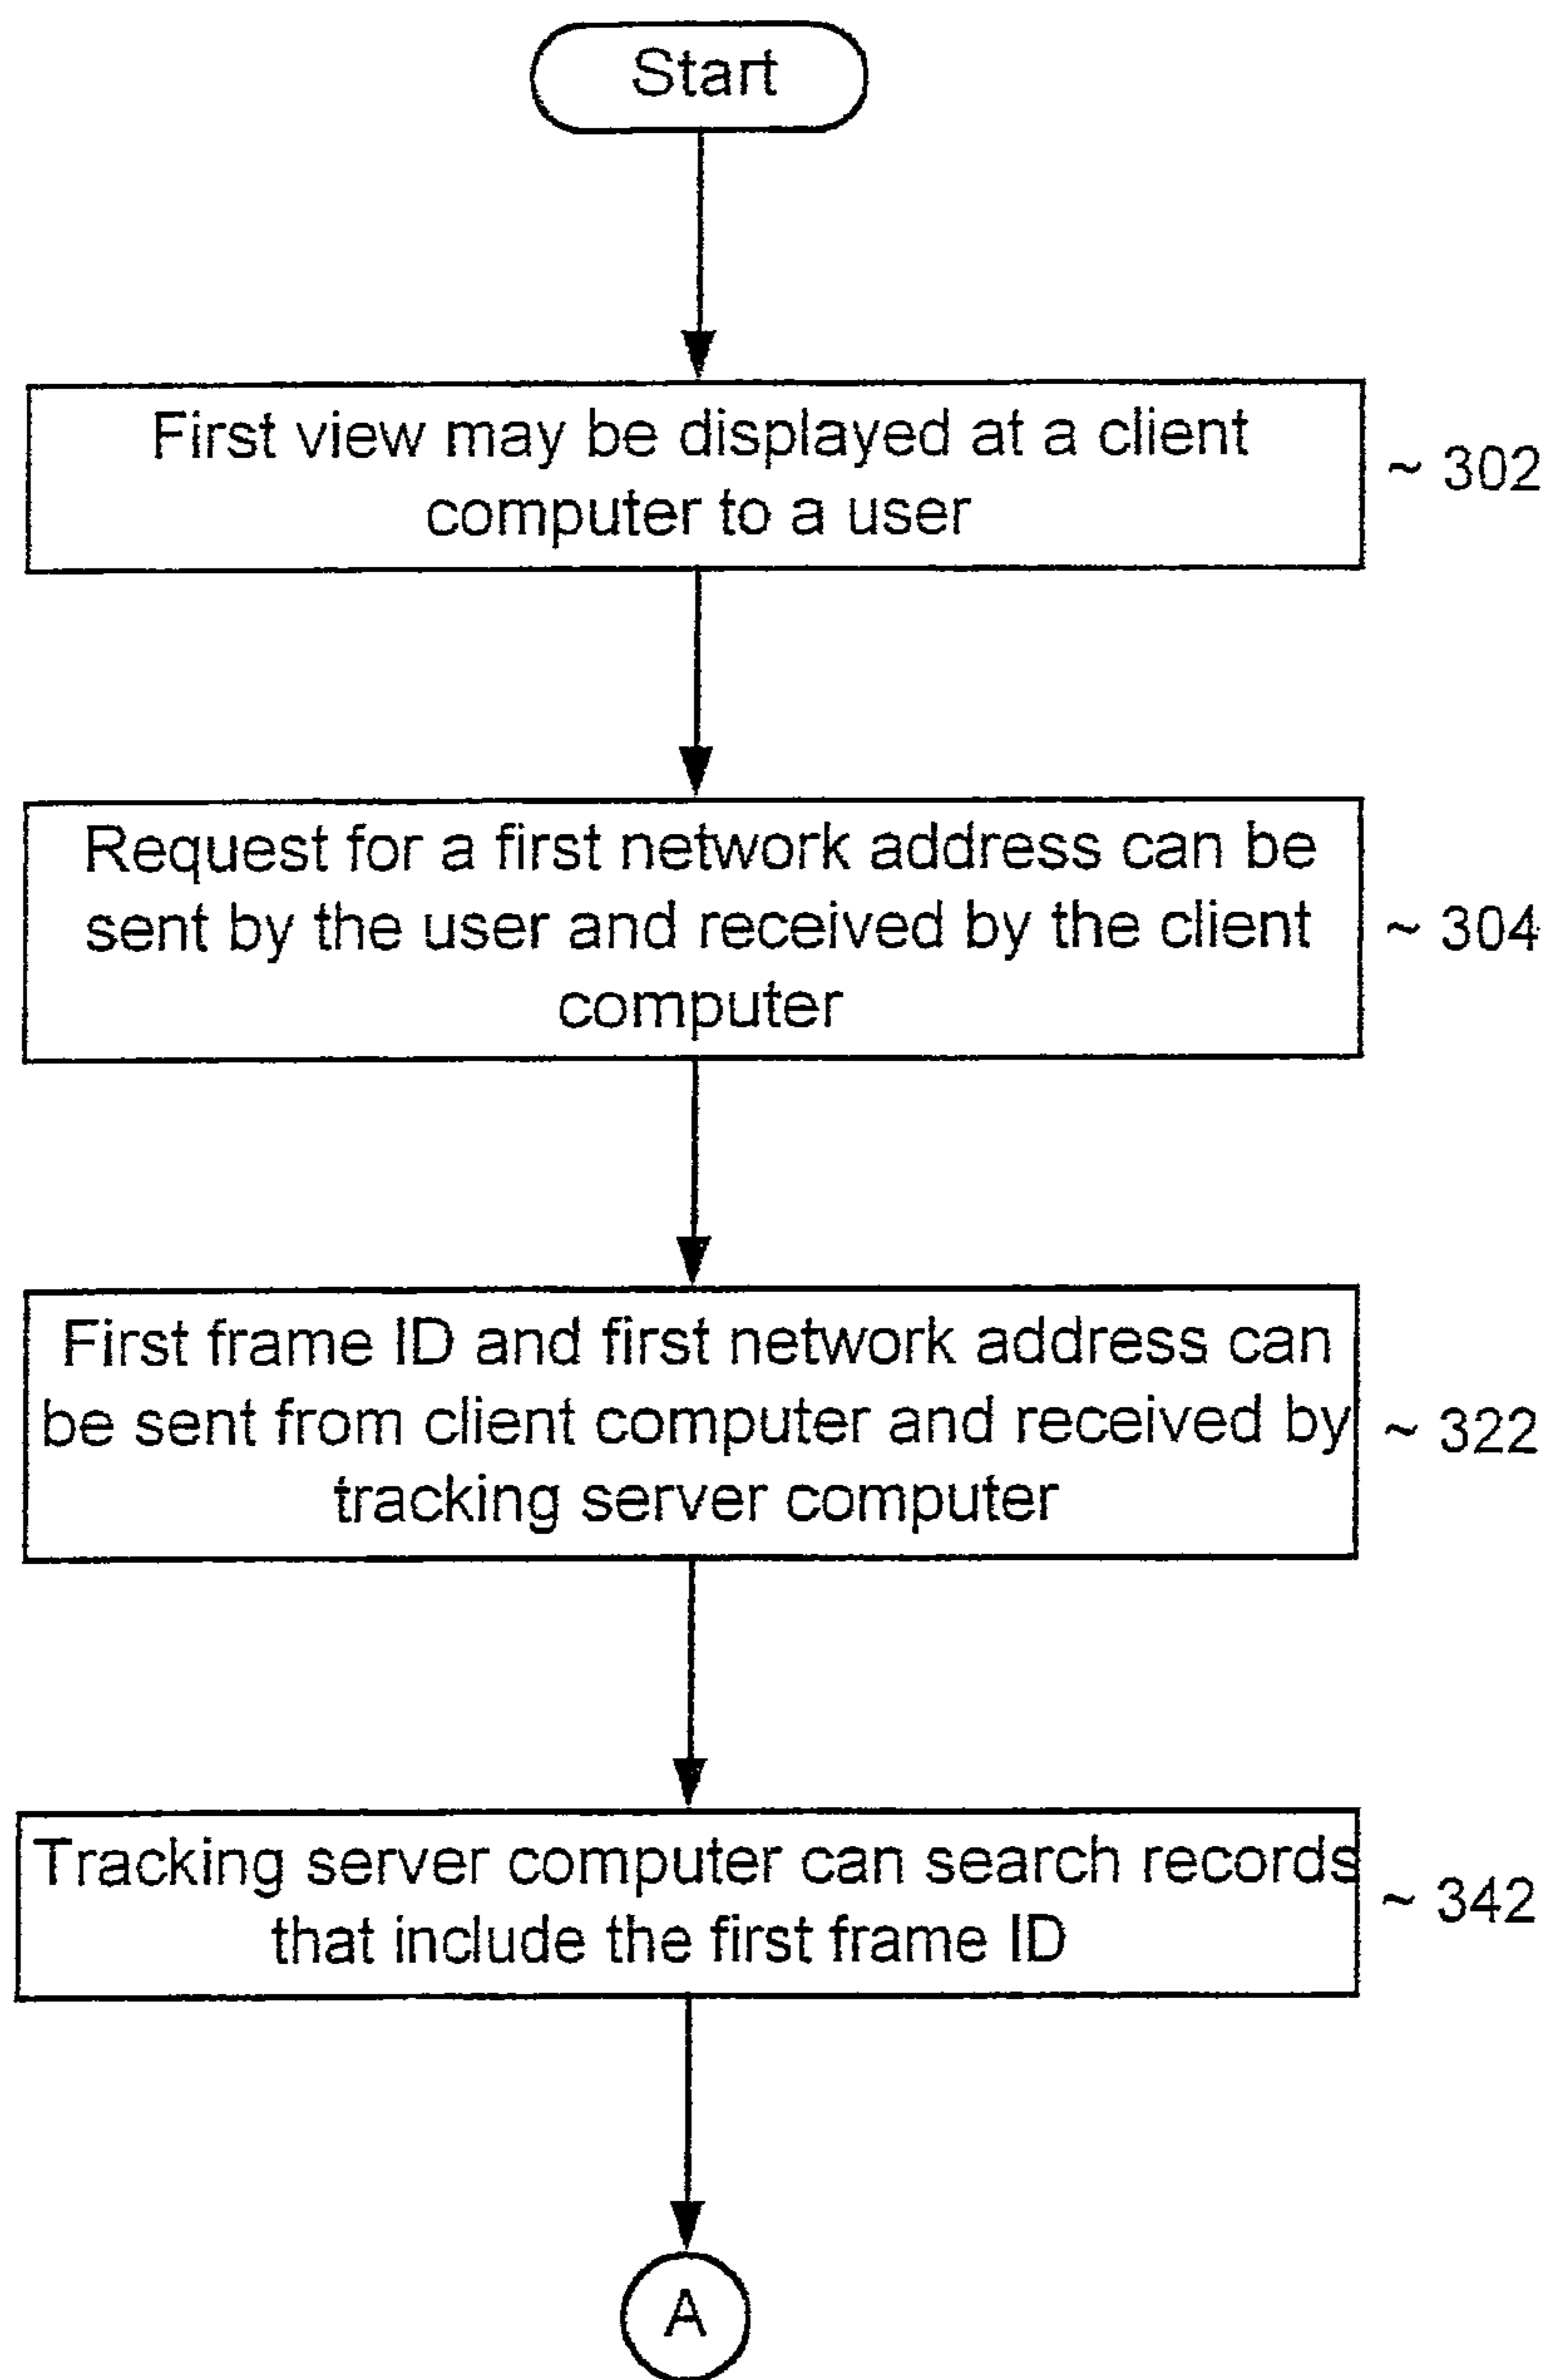 Start
First view may be displayed at a client
computer to a user
~ 302
Request for a first network address can be
sent by the user and received by the client
computer
~ 304
First frame ID and first network address can
be sent from client computer and received by
tracking server computer
~ 322
Tracking server computer can search records
that include the first frame ID
~ 342
A